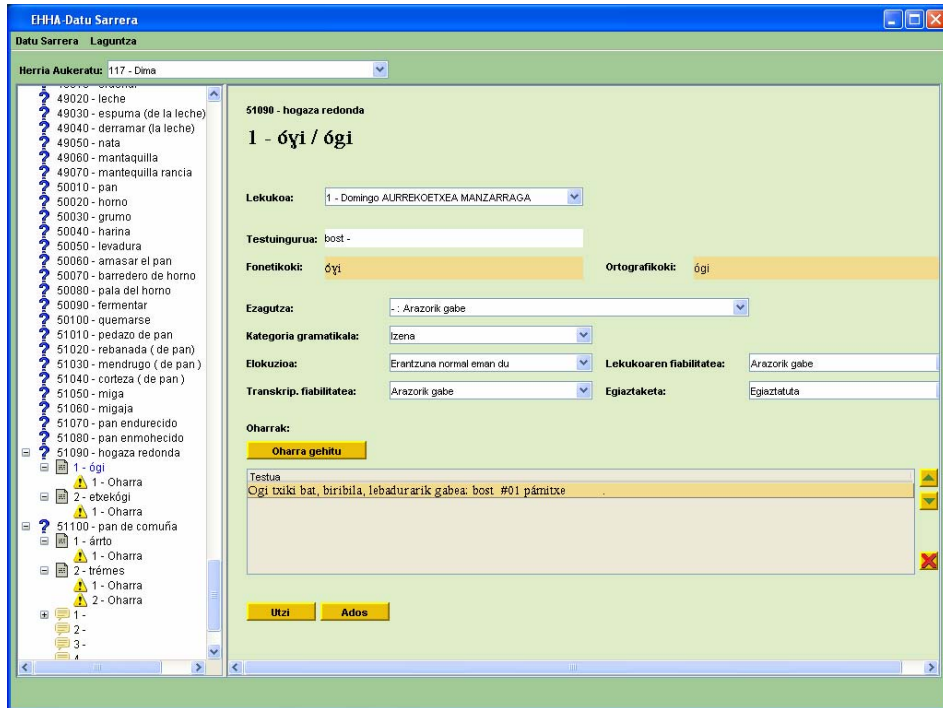 EHHA-Datu Sarrera
Datu Sarrera Laguntza
Herria Aukeratu: 117 - Dima
49020 - leche
49030 - espuma (de la leche)
49040 - derramar (la leche)
49050 - nata
49060 - mantaquilla
49070 - mantequilla rancia
50010 - pan
50020 - horno
50030 - grumo
50040 - harina
50050 - levadura
50060 - amasar el pan
50070 - barredero de horno
50080 - pala del horno
50090 - fermentar
50100 - quemarse
51010 - pedazo de pan
51020 - rebanada ( de pan)
51030 - mendrugo ( de pan )
51040 - corteza ( de pan )
51050 - miga
51060 - migaja
51070 - pan endurecido
51080 - pan enmohecido
51090 - hogaza redonda
1 - ógi
1 - Oharra
2 - etxekógi
1 - Oharra
51100 - pan de comuña
1 - árrto
1 - Oharra
2 - trémes
1 - Oharra
2 - Oharra
1 -
2 -
3 -
51090 - hogaza redonda
1 - óɣi / ógi
Lekukoa: 1 - Domingo AURREKOETXEA MANZARRAGA
Testuingurua: bost -
Fonetikoki: óɣi Ortografikoki: ógi
Ezagutza: - : Arazorik gabe
Kategoria gramatikala: Izena
Elokuzioa: Erantzuna normal eman du Lekukoaren fiabilitatea: Arazorik gabe
Transkrip. fiabilitatea: Arazorik gabe Egiaztaketa: Egiaztatuta
Oharrak:
Oharra gehitu
Testua
Ogi txiki bat, biribila, lebadurarik gabea: bost #01 pámitxe .
Utzi Ados